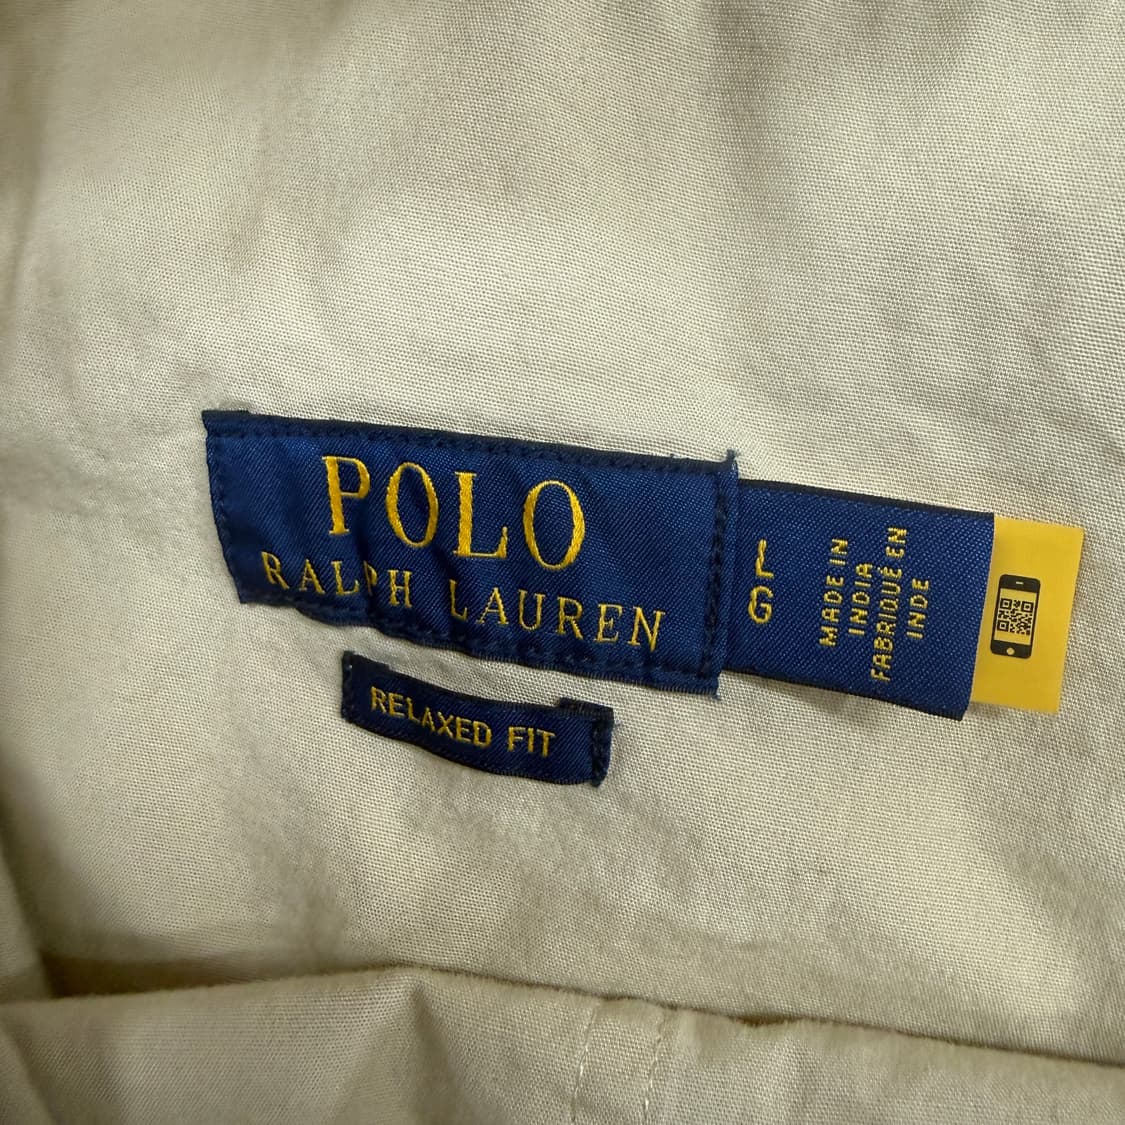 POLO
RALPH LAUREN
L
G
MADE IN
INDIA
FABRIQUÉ EN
INDE
RELAXED FIT